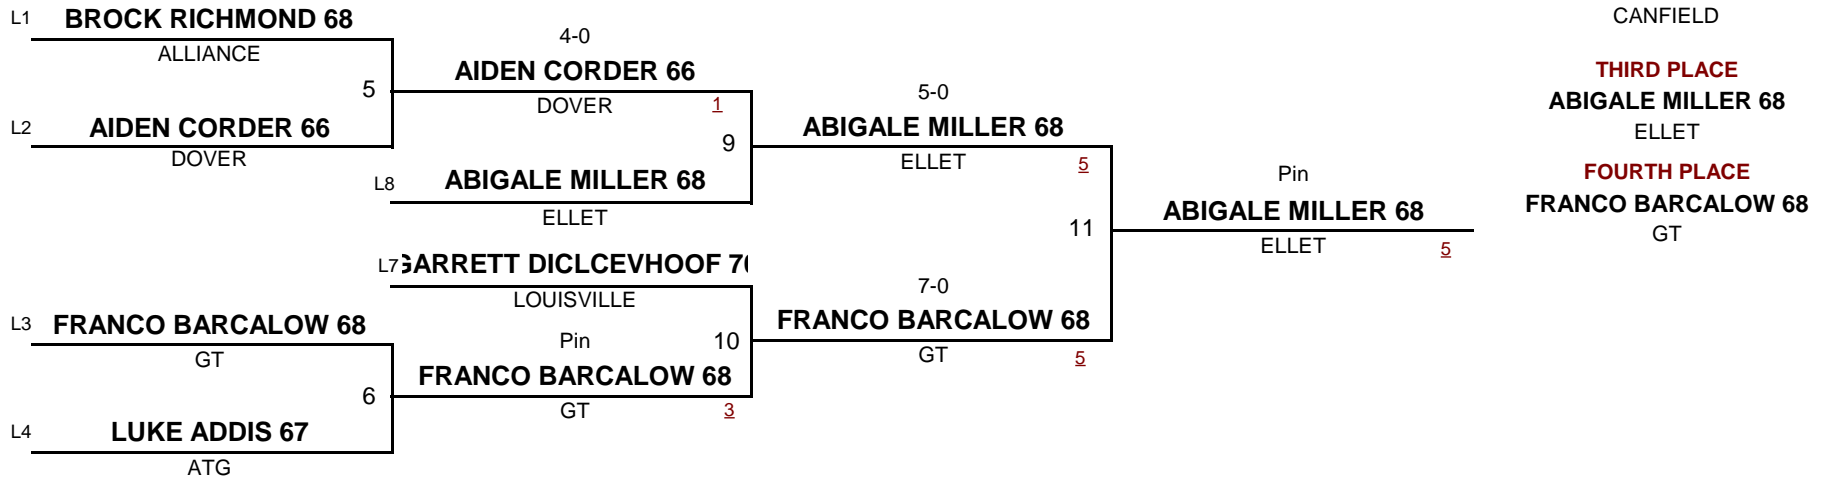 L1 BROCK RICHMOND 68
ALLIANCE
5
L2 AIDEN CORDER 66
DOVER
4-0
AIDEN CORDER 66
DOVER 1
9
L8 ABIGALE MILLER 68
ELLET
L7 GARRETT DICLCEVHOOF
LOUISVILLE
L3 FRANCO BARCALOW 68
GT
6
L4 LUKE ADDIS 67
ATG
Pin 10
FRANCO BARCALOW 68
GT 3
5-0
ABIGALE MILLER 68
ELLET 5
11
7-0
FRANCO BARCALOW 68
GT 5
Pin
ABIGALE MILLER 68
ELLET 5
CANFIELD
THIRD PLACE
ABIGALE MILLER 68
ELLET
FOURTH PLACE
FRANCO BARCALOW 68
GT